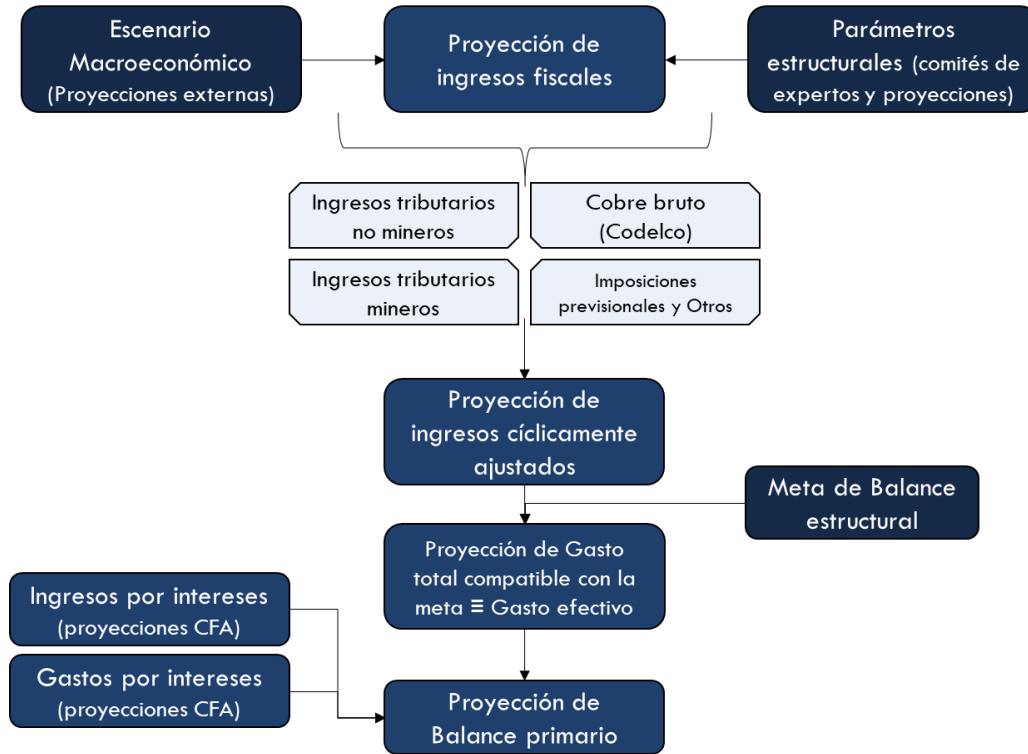 Escenario
Macroeconómico
(Proyecciones externas)
Proyección de
ingresos fiscales
Parámetros
estructurales (comités de
expertos y proyecciones)
Ingresos tributarios
no mineros
Cobre bruto
(Codelco)
Ingresos tributarios
mineros
Imposiciones
previsionales y Otros
Proyección de
ingresos cíclicamente
ajustados
Meta de Balance
estructural
Proyección de Gasto
total compatible con la
meta ≡ Gasto efectivo
Ingresos por intereses
(proyecciones CFA)
Gastos por intereses
(proyecciones CFA)
Proyección de
Balance primario